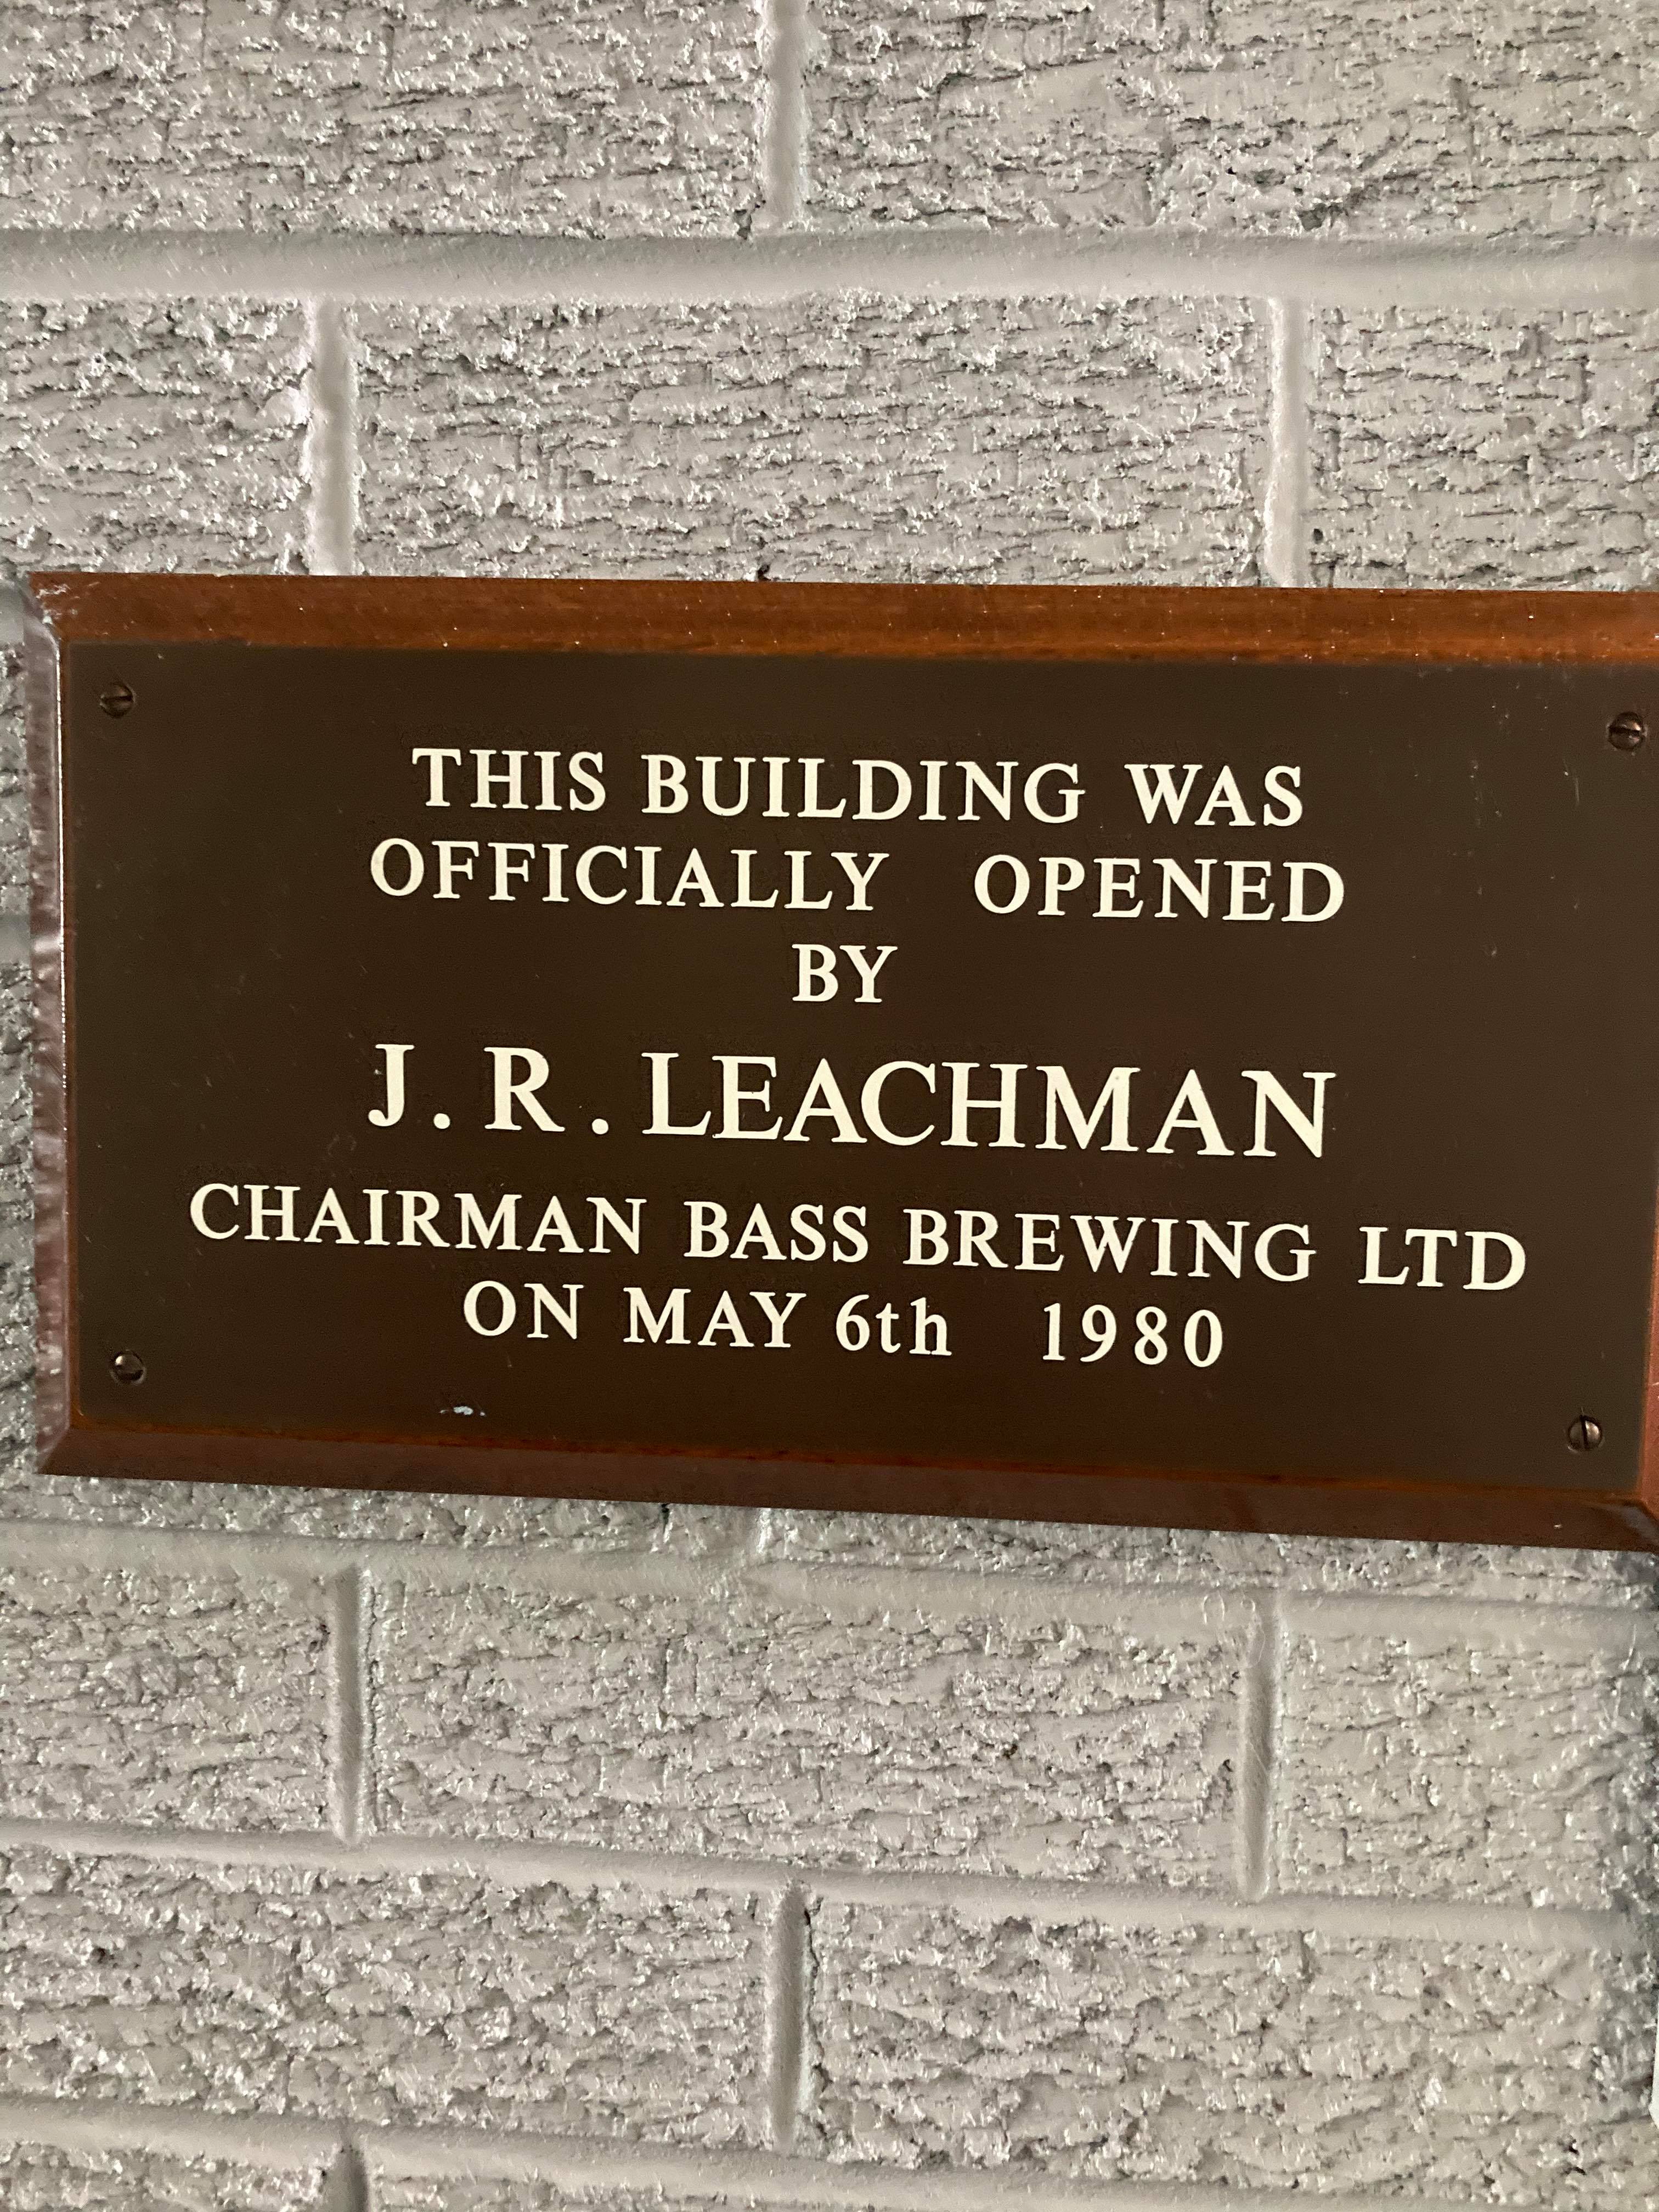 THIS BUILDING WAS
OFFICIALLY OPENED
BY
J. R. LEACHMAN
CHAIRMAN BASS BREWING LTD
ON MAY 6th 1980